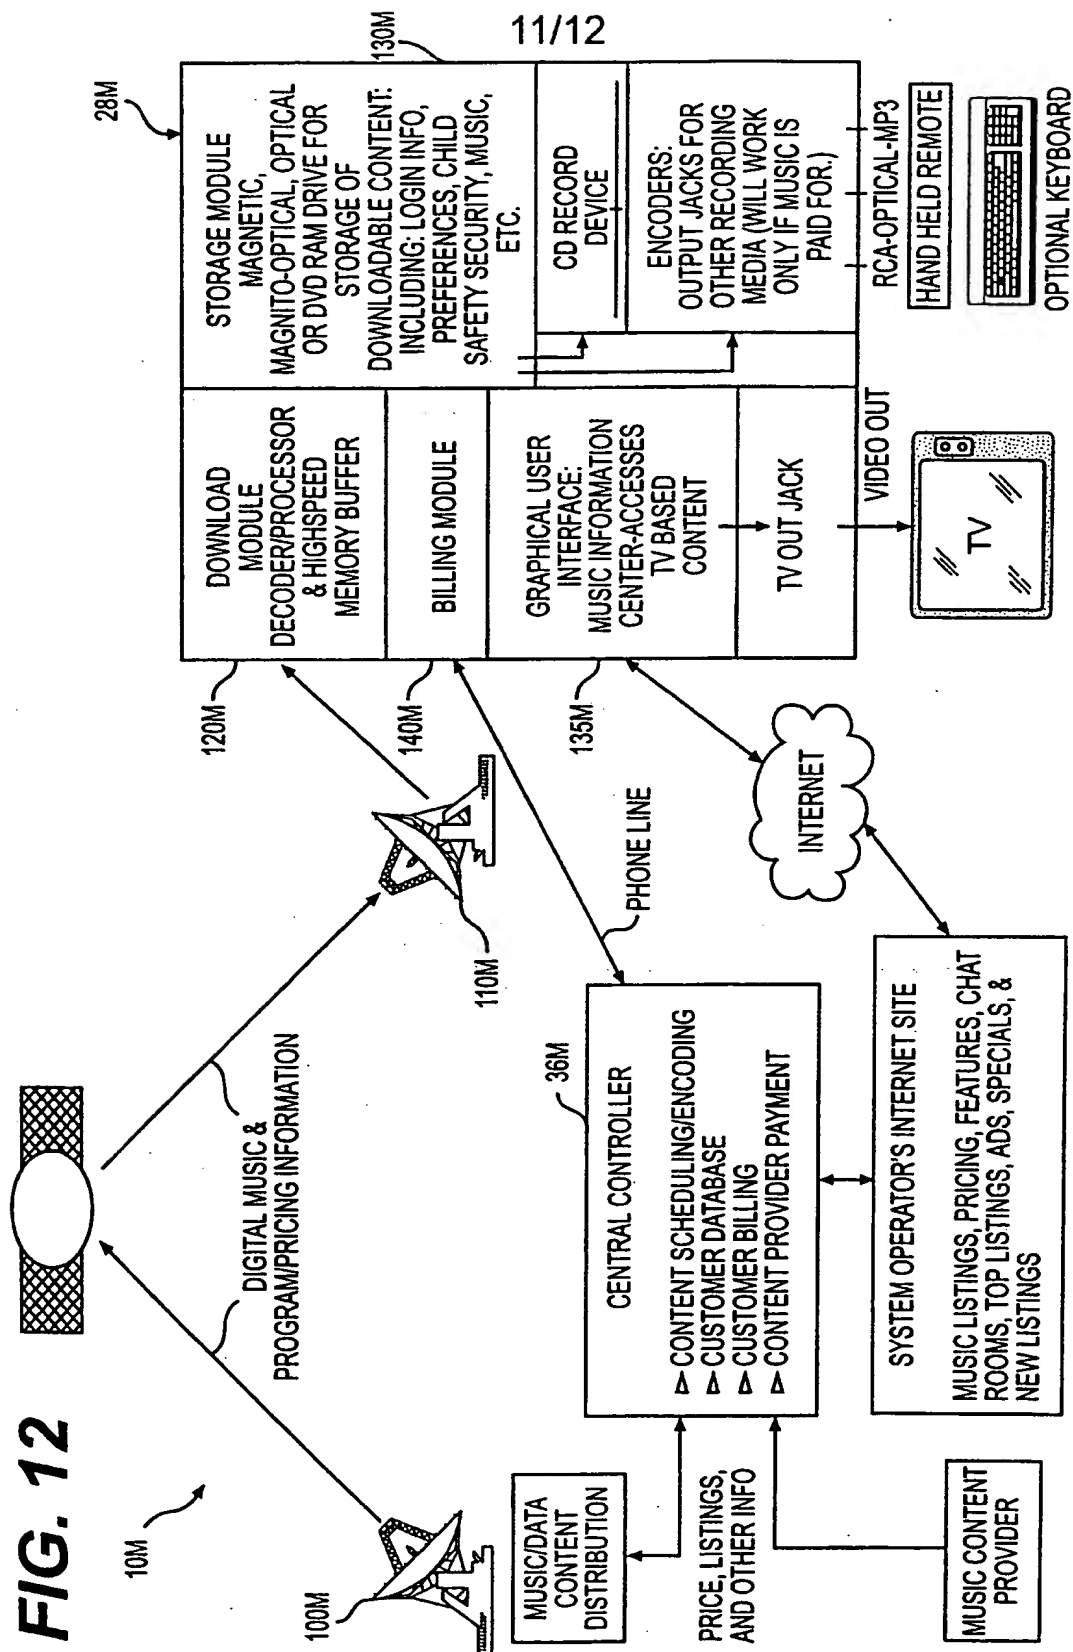 11/12
FIG. 12
10M
100M
DIGITAL MUSIC &
PROGRAM/PRICING INFORMATION
110M
28M
120M
DOWNLOAD
MODULE
DECODER/PROCESSOR
& HIGHSPEED
MEMORY BUFFER
140M
BILLING MODULE
135M
GRAPHICAL USER
INTERFACE:
MUSIC INFORMATION
CENTER-ACCESSES
TV BASED
CONTENT
TV OUT JACK
VIDEO OUT
TV
130M
STORAGE MODULE
MAGNETIC,
MAGNITO-OPTICAL, OPTICAL
OR DVD RAM DRIVE FOR
STORAGE OF
DOWNLOADABLE CONTENT:
INCLUDING: LOGIN INFO,
PREFERENCES, CHILD
SAFETY SECURITY, MUSIC,
ETC.
CD RECORD
DEVICE
ENCODERS:
OUTPUT JACKS FOR
OTHER RECORDING
MEDIA (WILL WORK
ONLY IF MUSIC IS
PAID FOR.)
RCA-OPTICAL-MP3
HAND HELD REMOTE
OPTIONAL KEYBOARD
PHONE LINE
INTERNET
36M
CENTRAL CONTROLLER
▷ CONTENT SCHEDULING/ENCODING
▷ CUSTOMER DATABASE
▷ CUSTOMER BILLING
▷ CONTENT PROVIDER PAYMENT
MUSIC/DATA
CONTENT
DISTRIBUTION
PRICE, LISTINGS,
AND OTHER INFO
MUSIC CONTENT
PROVIDER
SYSTEM OPERATOR'S INTERNET SITE
MUSIC LISTINGS, PRICING, FEATURES, CHAT
ROOMS, TOP LISTINGS, ADS, SPECIALS, &
NEW LISTINGS